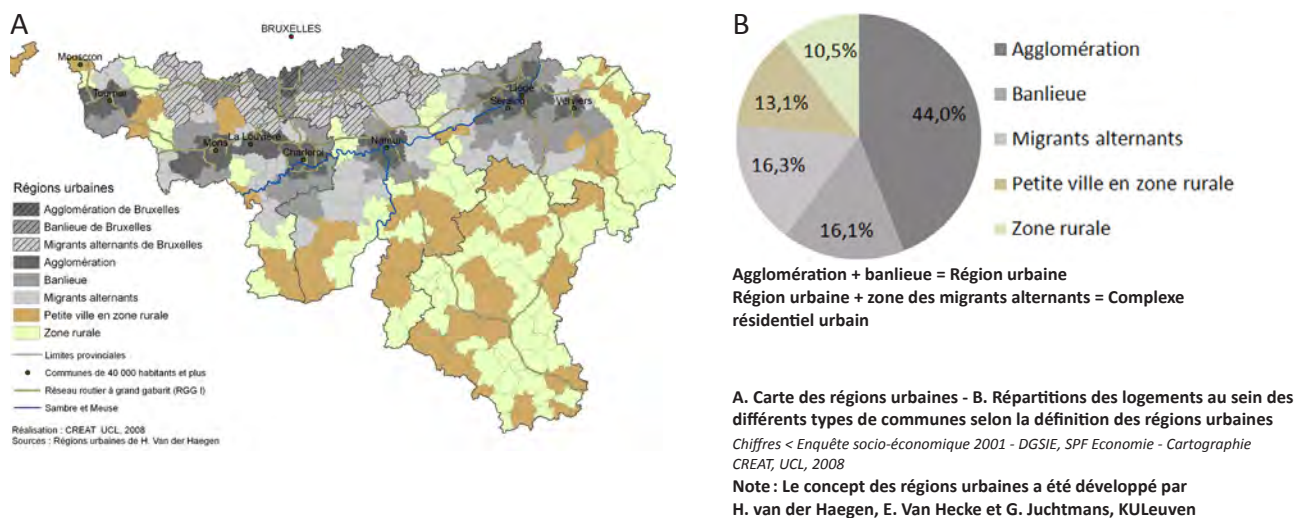 A
BRUXELLES
Mouscron
Tournai
Mons
La Louvière
Charleroi
Namur
Seraing
Liège
Verviers
Régions urbaines
Agglomération de Bruxelles
Banlieue de Bruxelles
Migrants alternants de Bruxelles
Agglomération
Banlieue
Migrants alternants
Petite ville en zone rurale
Zone rurale
Limites provinciales
Communes de 40 000 habitants et plus
Réseau routier à grand gabarit (RGG I)
Sambre et Meuse
Réalisation : CREAT UCL, 2008
Sources : Régions urbaines de H. Van der Haegen
B
10,5%
13,1%
44,0%
16,3%
16,1%
Agglomération
Banlieue
Migrants alternants
Petite ville en zone rurale
Zone rurale
Agglomération + banlieue = Région urbaine
Région urbaine + zone des migrants alternants = Complexe
résidentiel urbain
A. Carte des régions urbaines - B. Répartitions des logements au sein des
différents types de communes selon la définition des régions urbaines
Chiffres < Enquête socio-économique 2001 - DGSIE, SPF Economie - Cartographie
CREAT, UCL, 2008
Note : Le concept des régions urbaines a été développé par
H. van der Haegen, E. Van Hecke et G. Juchtmans, KULeuven